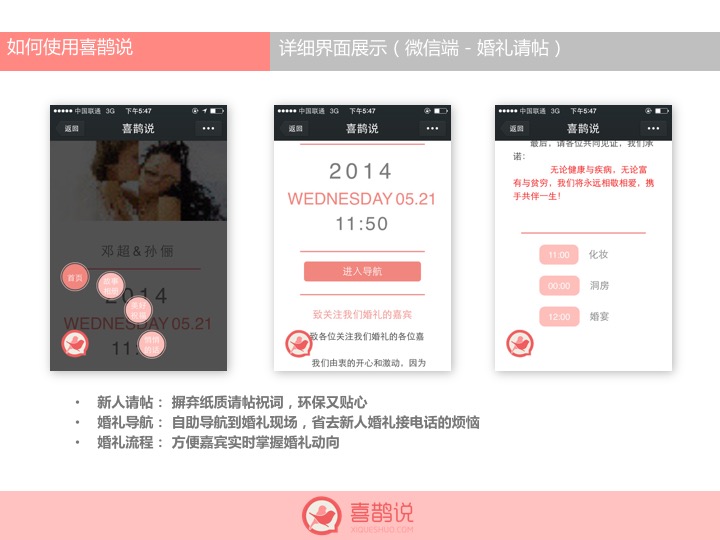 如何使用喜鹊说
详细界面展示（微信端 - 婚礼请帖）
中国联通 3G 下午5:47
返回 喜鹊说
邓超&孙俪
首页
2014
WEDNESDAY 05.21
11:
中国联通 3G 下午5:47
返回 喜鹊说
2014
WEDNESDAY 05.21
11:50
进入导航
致关注我们婚礼的嘉宾
致各位关注我们婚礼的各位嘉
我们由衷的开心和激动，因为
中国联通 3G 下午5:47
返回 喜鹊说
最后，请各位共同见证，我们承
诺：
无论健康与疾病，无论富
有与贫穷，我们将永远相敬相爱，携
手共伴一生！
11:00 化妆
00:00 洞房
12:00 婚宴
• 新人请帖： 摒弃纸质请帖祝词，环保又贴心
• 婚礼导航： 自助导航到婚礼现场，省去新人婚礼接电话的烦恼
• 婚礼流程： 方便嘉宾实时掌握婚礼动向
喜鹊说
XIQUESHUO.COM